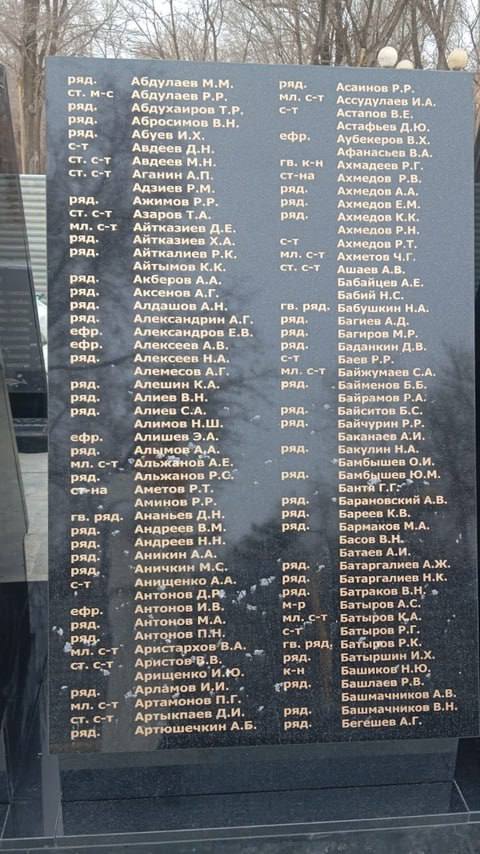 ряд. Абдулаев М.М.
ст. м-с Абдулаев Р.Р.
ряд. Абдухаиров Т.Р.
ряд. Абросимов В.Н.
ряд. Абуев И.Х.
с-т Авдеев Д.Н.
ст. с-т Авдеев М.Н.
ст. с-т Аганин А.П.
Адзиев Р.М.
ряд. Ажимов Р.Р.
ст. с-т Азаров Т.А.
мл. с-т Айтказиев Д.Е.
ряд. Айтказиев Х.А.
ряд. Айткалиев Р.К.
Айтымов К.К.
ряд. Акберов А.А.
ряд. Аксенов А.Г.
ряд. Алдашов А.Н.
ряд. Александрин А.Г.
ефр. Александров Е.В.
ефр. Алексеев А.В.
ряд. Алексеев Н.А.
Алемесов А.Г.
ряд. Алешин К.А.
ряд. Алиев В.Н.
ряд. Алиев С.А.
Алимов Н.Ш.
ефр. Алишев Э.А.
ряд. Алымов А.А.
мл. с-т Альжанов А.Е.
ряд. Альжанов Р.С.
ст-на Аметов Р.Т.
Аминов Р.Р.
гв. ряд. Ананьев Д.Н.
ряд. Андреев В.М.
ряд. Андреев Н.Н.
ряд. Аникин А.А.
ряд. Аничкин М.С.
с-т Анищенко А.А.
Антонов Д.Р.
ефр. Антонов И.В.
ряд. Антонов М.А.
ряд. Антонов П.Н.
мл. с-т Аристархов В.А.
ст. с-т Аристов В.В.
Арищенко И.Ю.
ряд. Арламов И.И.
мл. с-т Артамонов П.Г.
ст. с-т Артыкпаев Д.И.
ряд. Артюшечкин А.Б.
ряд. Асаинов Р.Р.
мл. с-т Ассудулаев И.А.
с-т Астапов В.Е.
Астафьев Д.Ю.
ефр. Аубекеров В.Х.
Афанасьев В.А.
гв. к-н Ахмадеев Р.Г.
ст-на Ахмедов Р.В.
ряд. Ахмедов А.А.
ряд. Ахмедов Е.М.
ряд. Ахмедов К.К.
Ахмедов Р.Н.
с-т Ахмедов Р.Т.
мл. с-т Ахметов Ч.Г.
ст. с-т Ашаев А.В.
Бабайцев А.Е.
Бабий Н.С.
гв. ряд. Бабушкин Н.А.
ряд. Багиев А.Д.
ряд. Багиров М.Р.
ряд. Баданкин Д.В.
с-т Баев Р.Р.
мл. с-т Байжумаев С.А.
ряд. Байменов Б.Б.
Байрамов Р.А.
ряд. Байситов Б.С.
ряд. Байчурин Р.Р.
Баканаев А.И.
ряд. Бакулин Н.А.
Бамбышев О.И.
ряд. Бамбышев Ю.М.
Бантя Г.Г.
ряд. Барановский А.В.
ряд. Бареев К.В.
ряд. Бармаков М.А.
Басов В.Н.
Батаев А.И.
ряд. Батаргалиев А.Ж.
ряд. Батаргалиев Н.К.
ряд. Батраков В.Н.
м-р Батыров А.С.
мл. с-т Батыров К.А.
с-т Батыров Р.Г.
гв. ряд. Батыров Р.К.
ряд. Батыршин И.Х.
к-н Башиков Н.Ю.
ряд. Башлаев Р.В.
Башмачников А.В.
ряд. Башмачников В.Н.
ряд. Бегешев А.Г.